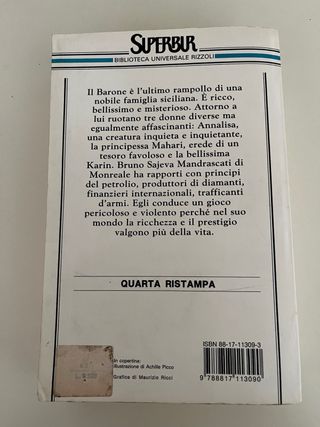 SUPERBUR
BIBLIOTECA UNIVERSALE RIZZOLI
Il Barone è l'ultimo rampollo di una
nobile famiglia siciliana. È ricco,
bellissimo e misterioso. Attorno a
lui ruotano tre donne diverse ma
egualmente affascinanti: Annalisa,
una creatura inquieta e inquietante,
la principessa Mahari, erede di un
tesoro favoloso e la bellissima
Karin. Bruno Sajeva Mandrascati di
Monreale ha rapporti con principi
del petrolio, produttori di diamanti,
finanzieri internazionali, trafficanti
d'armi. Egli conduce un gioco
pericoloso e violento perché nel suo
mondo la ricchezza e il prestigio
valgono più della vita.
QUARTA RISTAMPA
ISBN 88-17-11309-3
9 788817 113090
In copertina:
illustrazione di Achille Picco
Grafica di Maurizio Ricci